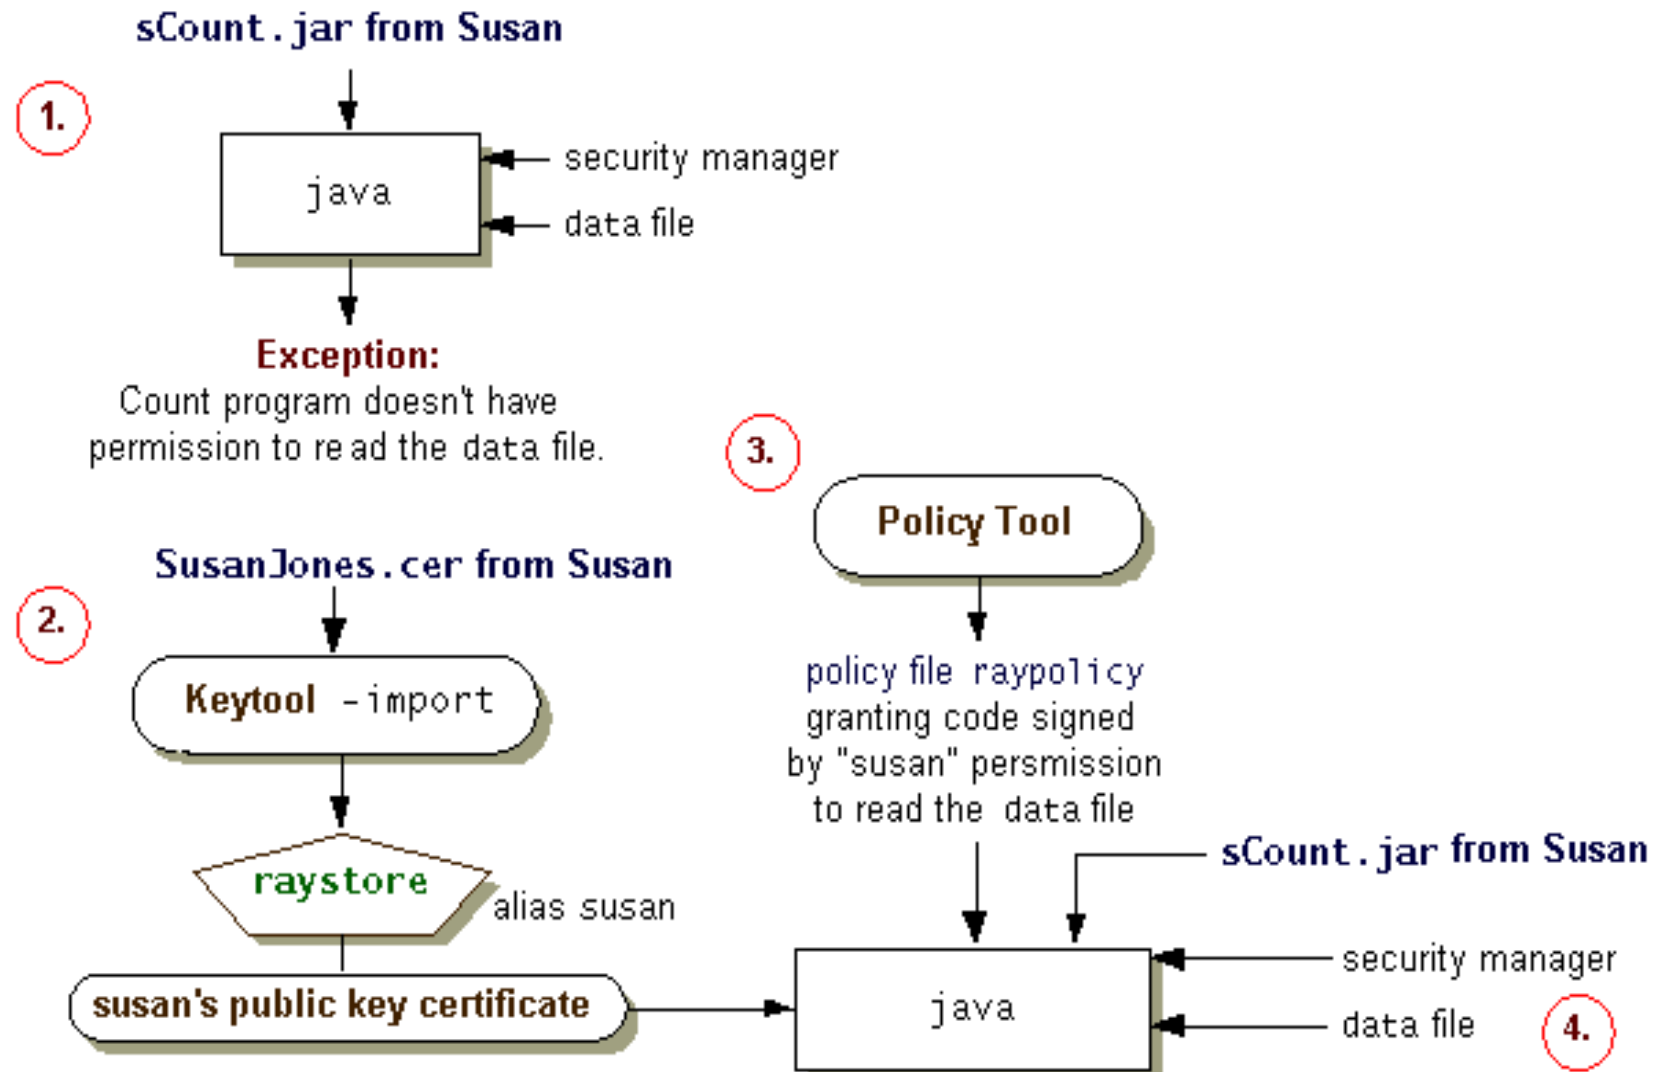 sCount.jar from Susan
1.
java
security manager
data file
Exception:
Count program doesn't have
permission to read the data file.
2.
SusanJones.cer from Susan
Keytool -import
raystore
alias susan
susan's public key certificate
3.
Policy Tool
policy file raypolicy
granting code signed
by "susan" persmission
to read the data file
sCount.jar from Susan
java
security manager
data file
4.